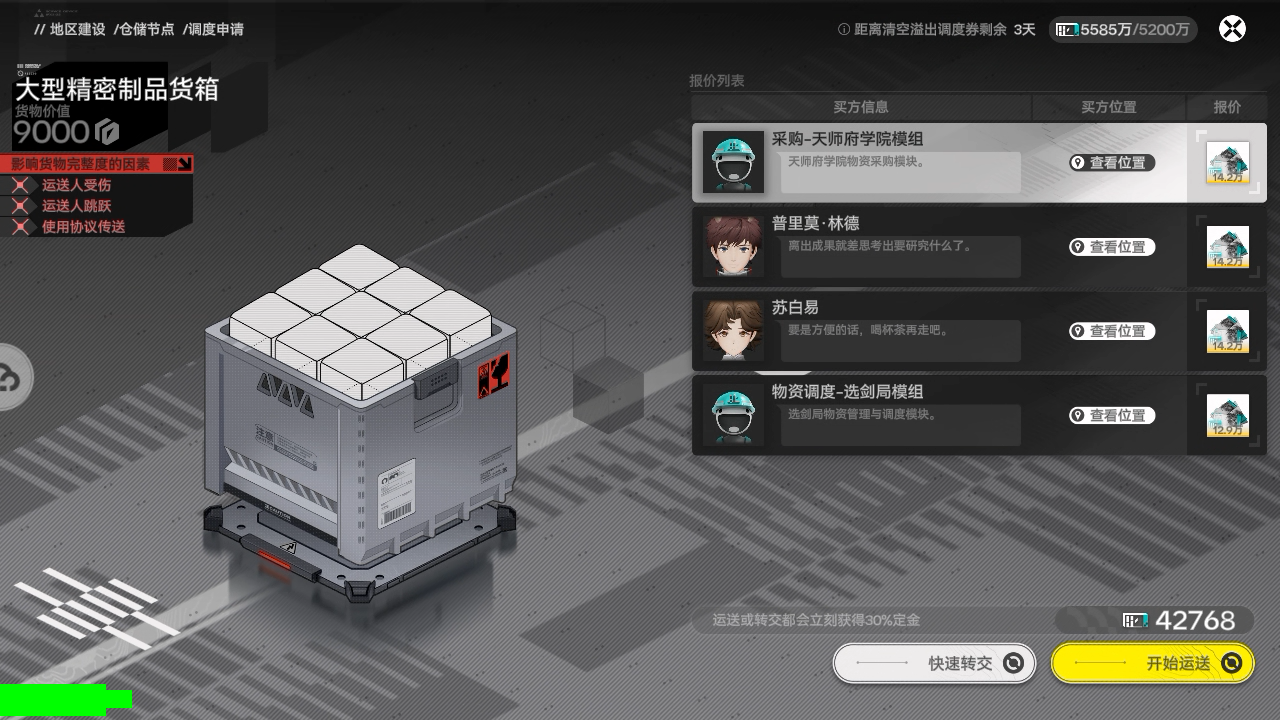 // 地区建设 /仓储节点 /调度申请
距离清空溢出调度券剩余 3天
5585万/5200万
大型精密制品货箱
货物价值
9000
影响货物完整度的因素
运送人受伤
运送人跳跃
使用协议传送
报价列表
买方信息 买方位置 报价
采购-天师府学院模组
天师府学院物资采购模块。
查看位置
14.2万
普里莫·林德
离出成果就差思考出要研究什么了。
查看位置
14.2万
苏白易
要是方便的话，喝杯茶再走吧。
查看位置
14.2万
物资调度-选剑局模组
选剑局物资管理与调度模块。
查看位置
12.9万
注意
运送或转交都会立刻获得30%定金
42768
快速转交
开始运送